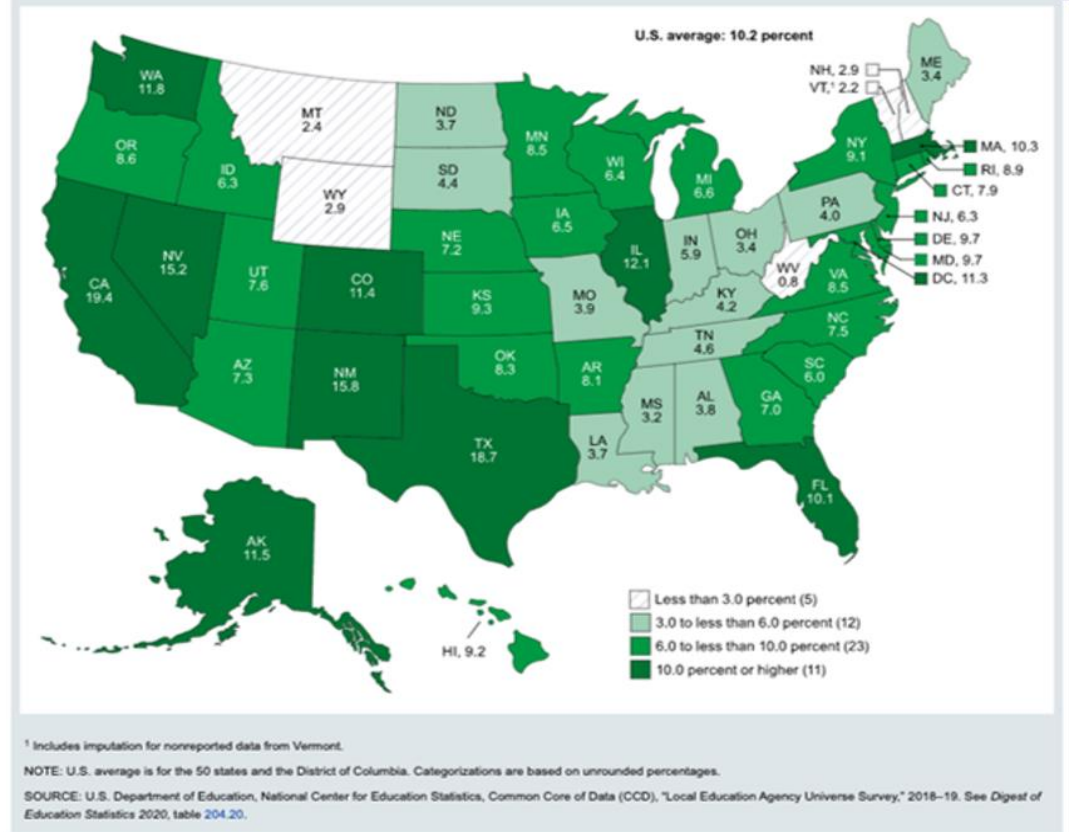 U.S. average: 10.2 percent
WA
11.8
OR
8.6
ID
6.3
MT
2.4
WY
2.9
ND
3.7
SD
4.4
NE
7.2
KS
9.3
MN
8.5
IA
6.5
WI
6.4
MI
6.6
NH, 2.9
VT,¹ 2.2
ME
3.4
NY
9.1
MA, 10.3
RI, 8.9
CT, 7.9
NJ, 6.3
DE, 9.7
MD, 9.7
DC, 11.3
PA
4.0
OH
3.4
IN
5.9
IL
12.1
WV
0.8
VA
8.5
KY
4.2
MO
3.9
NC
7.5
TN
4.6
SC
6.0
GA
7.0
AL
3.8
MS
3.2
AR
8.1
LA
3.7
OK
8.3
TX
18.7
NM
15.8
CO
11.4
UT
7.6
AZ
7.3
NV
15.2
CA
19.4
FL
10.1
AK
11.5
HI, 9.2
Less than 3.0 percent (5)
3.0 to less than 6.0 percent (12)
6.0 to less than 10.0 percent (23)
10.0 percent or higher (11)
¹ Includes imputation for nonreported data from Vermont.
NOTE: U.S. average is for the 50 states and the District of Columbia. Categorizations are based on unrounded percentages.
SOURCE: U.S. Department of Education, National Center for Education Statistics, Common Core of Data (CCD), "Local Education Agency Universe Survey," 2018–19. See Digest of
Education Statistics 2020, table 204.20.